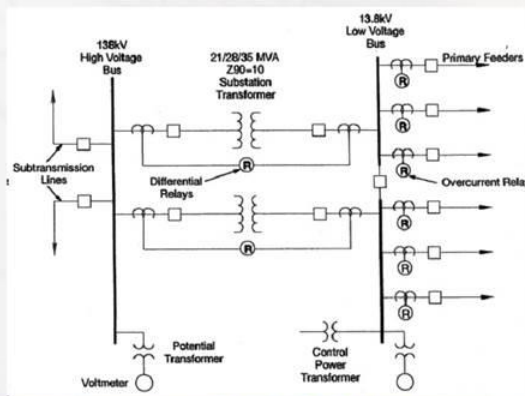 138kV
High Voltage
Bus
21/28/35 MVA
Z90=10
Substation
Transformer
13.8kV
Low Voltage
Bus
Primary Feeders
R
R
R
R
Subtransmission
Lines
Differential
Relays
Overcurrent Rela
R
R
R
R
Potential
Transformer
Control
Power
Transformer
Voltmeter